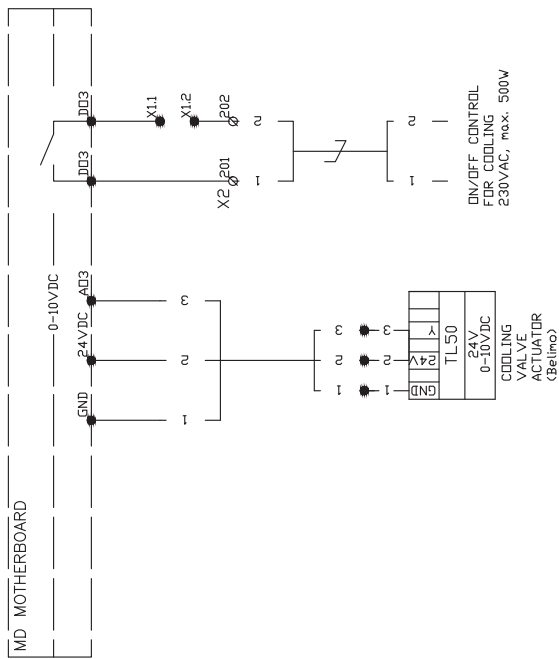 MD MOTHERBOARD
0-10VDC
GND
24VDC
AO3
DO3
DO3
X1.1
X1.2
X2
201
202
1
2
3
1
2
1
2
3
1
2
3
GND
24V
Y
TL50
24V
0-10VDC
COOLING
VALVE
ACTUATOR
(Belimo)
1
2
ON/OFF CONTROL
FOR COOLING
230VAC, max. 500W